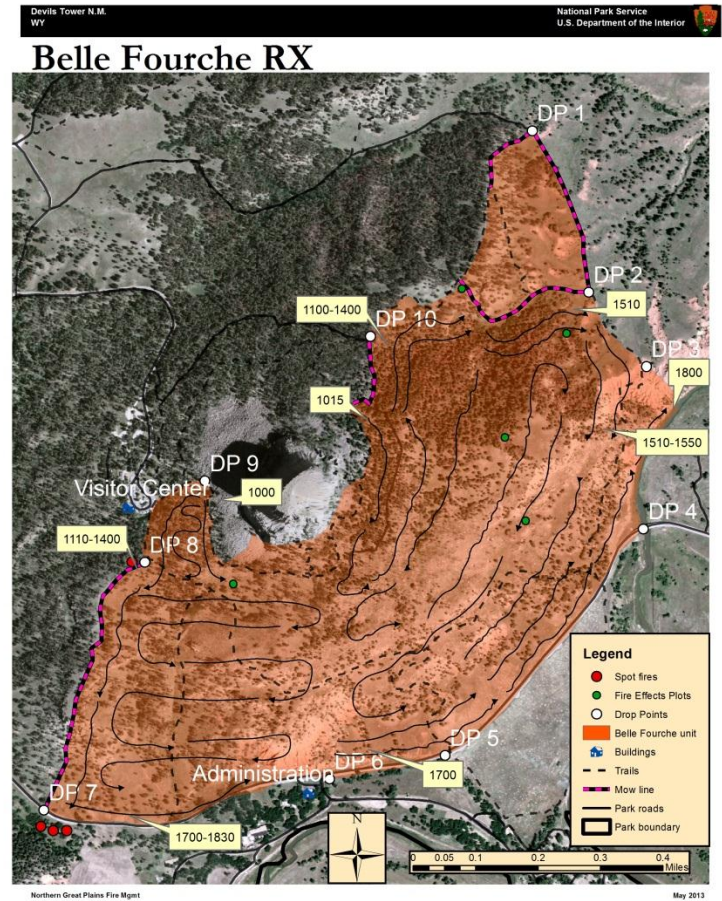 Devils Tower N.M.
WY
National Park Service
U.S. Department of the Interior
Belle Fourche RX
DP 1
DP 2
1510
1100-1400
DP 10
DP 3
1800
1015
1510-1550
DP 9
Visitor Center
1000
DP 4
1110-1400
DP 8
Legend
Spot fires
Fire Effects Plots
Drop Points
Belle Fourche unit
Buildings
Trails
Mow line
Park roads
Park boundary
DP 5
Administration
DP 6
1700
DP 7
1700-1830
N
0 0.05 0.1 0.2 0.3 0.4
Miles
Northern Great Plains Fire Mgmt
May 2013